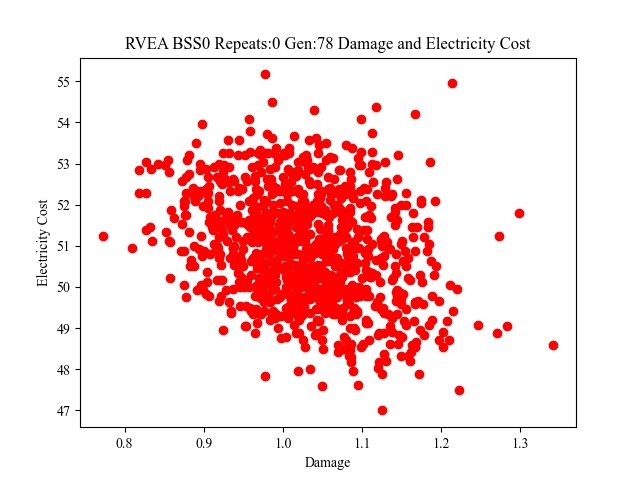 RVEA BSS0 Repeats:0 Gen:78 Damage and Electricity Cost
55
54
53
52
51
50
49
48
47
Electricity Cost
0.8 0.9 1.0 1.1 1.2 1.3
Damage